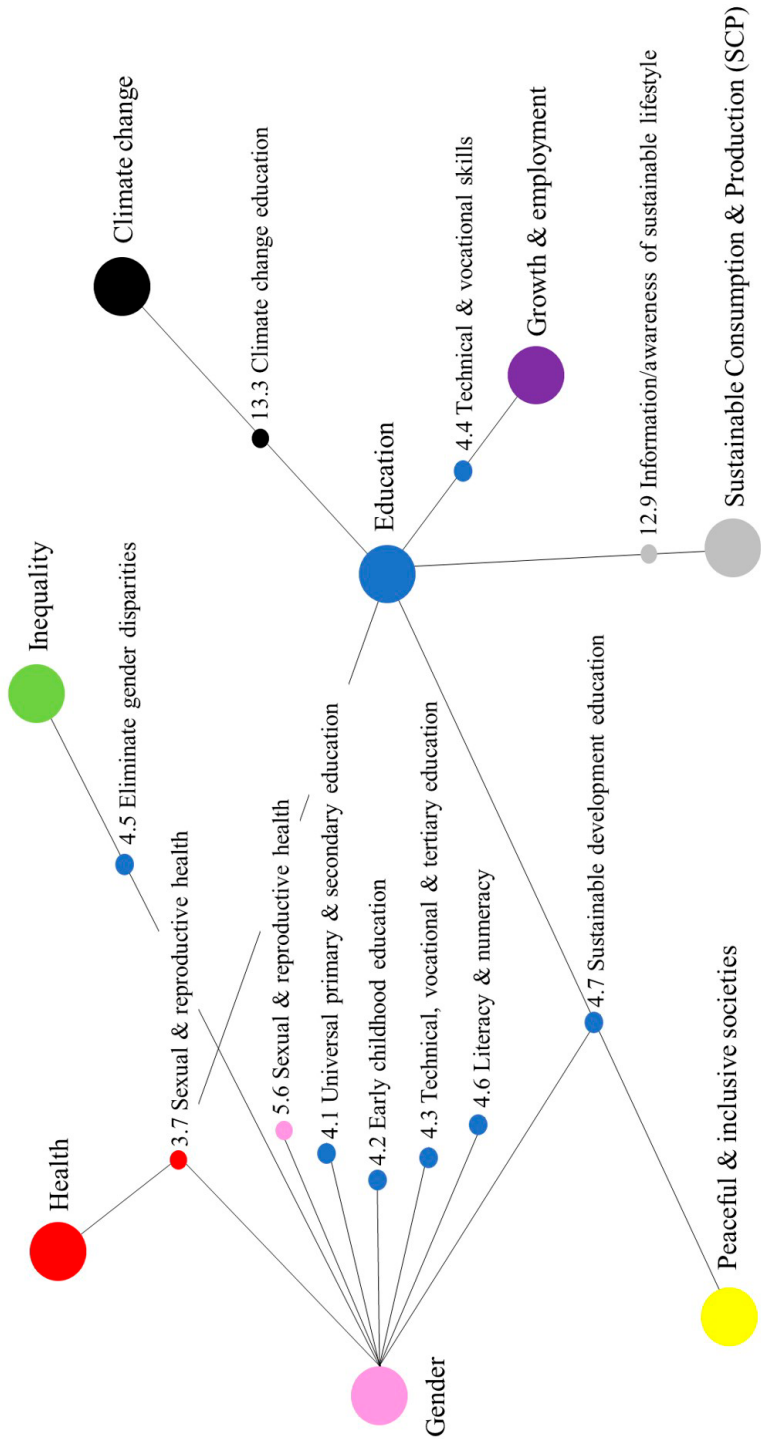 Health
3.7 Sexual & reproductive health
Inequality
4.5 Eliminate gender disparities
Climate change
13.3 Climate change education
Gender
5.6 Sexual & reproductive health
4.1 Universal primary & secondary education
4.2 Early childhood education
4.3 Technical, vocational & tertiary education
4.6 Literacy & numeracy
Education
4.4 Technical & vocational skills
Growth & employment
4.7 Sustainable development education
12.9 Information/awareness of sustainable lifestyle
Peaceful & inclusive societies
Sustainable Consumption & Production (SCP)